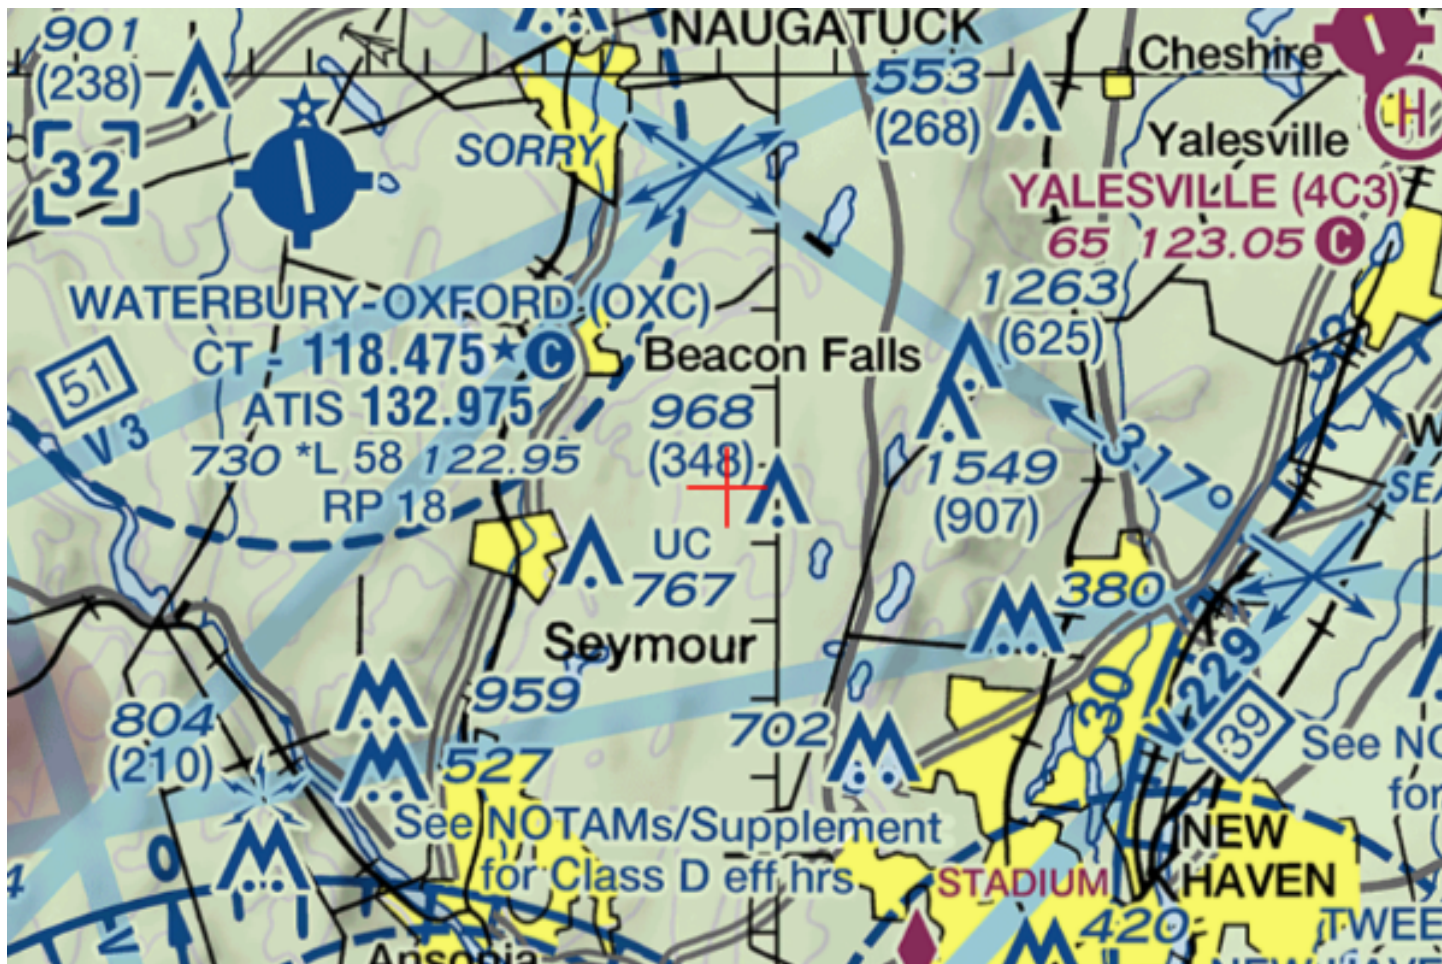 901
(238)
NAUGATUCK
553
(268)
Cheshire
H
Yalesville
32
SORRY
YALESVILLE (4C3)
65 123.05 C
1263
(625)
WATERBURY-OXFORD (OXC)
CT - 118.475* C
ATIS 132.975
730 *L 58 122.95
RP 18
51
V 3
Beacon Falls
968
(348)
1549
(907)
317°
33
UC
767
380
Seymour
959
804
(210)
527
702
30
V 229
39
See NOTAMs/Supplement
for Class D eff hrs
See NO
for
NEW
HAVEN
STADIUM
420
TWEE
Ansonia